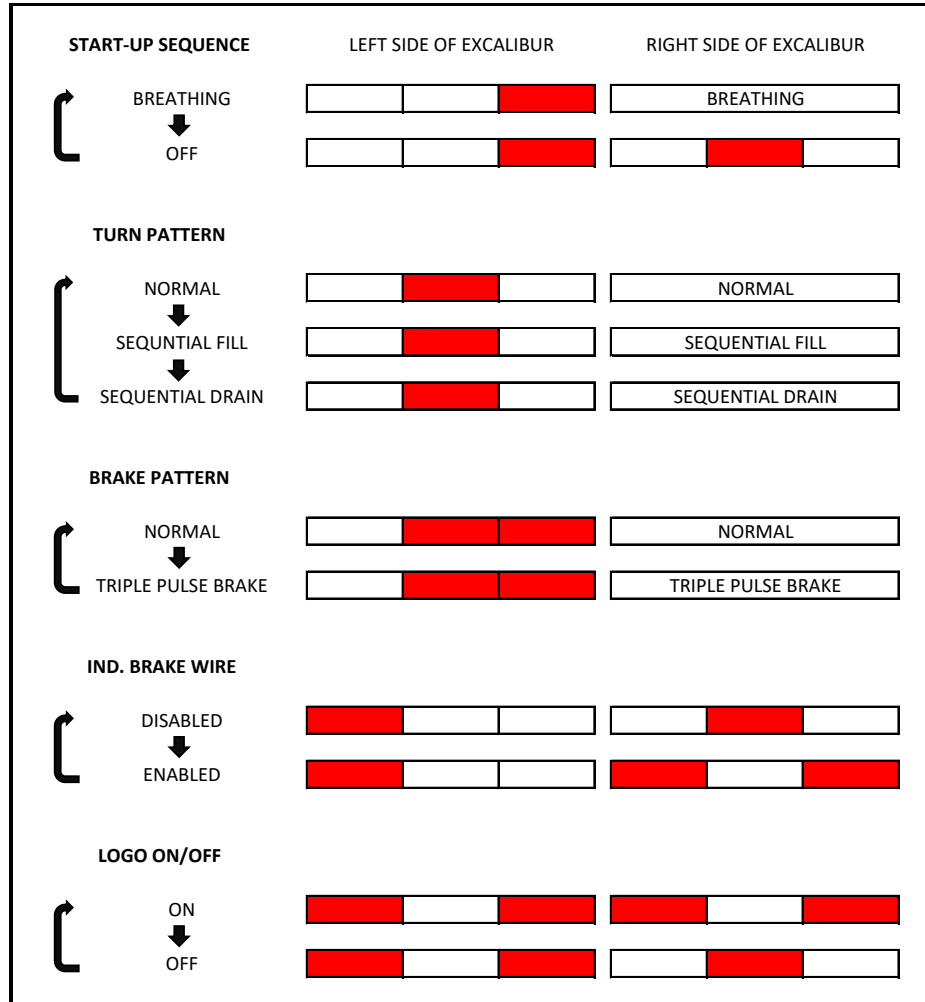 START-UP SEQUENCE LEFT SIDE OF EXCALIBUR RIGHT SIDE OF EXCALIBUR
BREATHING BREATHING
OFF
TURN PATTERN
NORMAL NORMAL
SEQUNTIAL FILL SEQUENTIAL FILL
SEQUENTIAL DRAIN SEQUENTIAL DRAIN
BRAKE PATTERN
NORMAL NORMAL
TRIPLE PULSE BRAKE TRIPLE PULSE BRAKE
IND. BRAKE WIRE
DISABLED
ENABLED
LOGO ON/OFF
ON
OFF